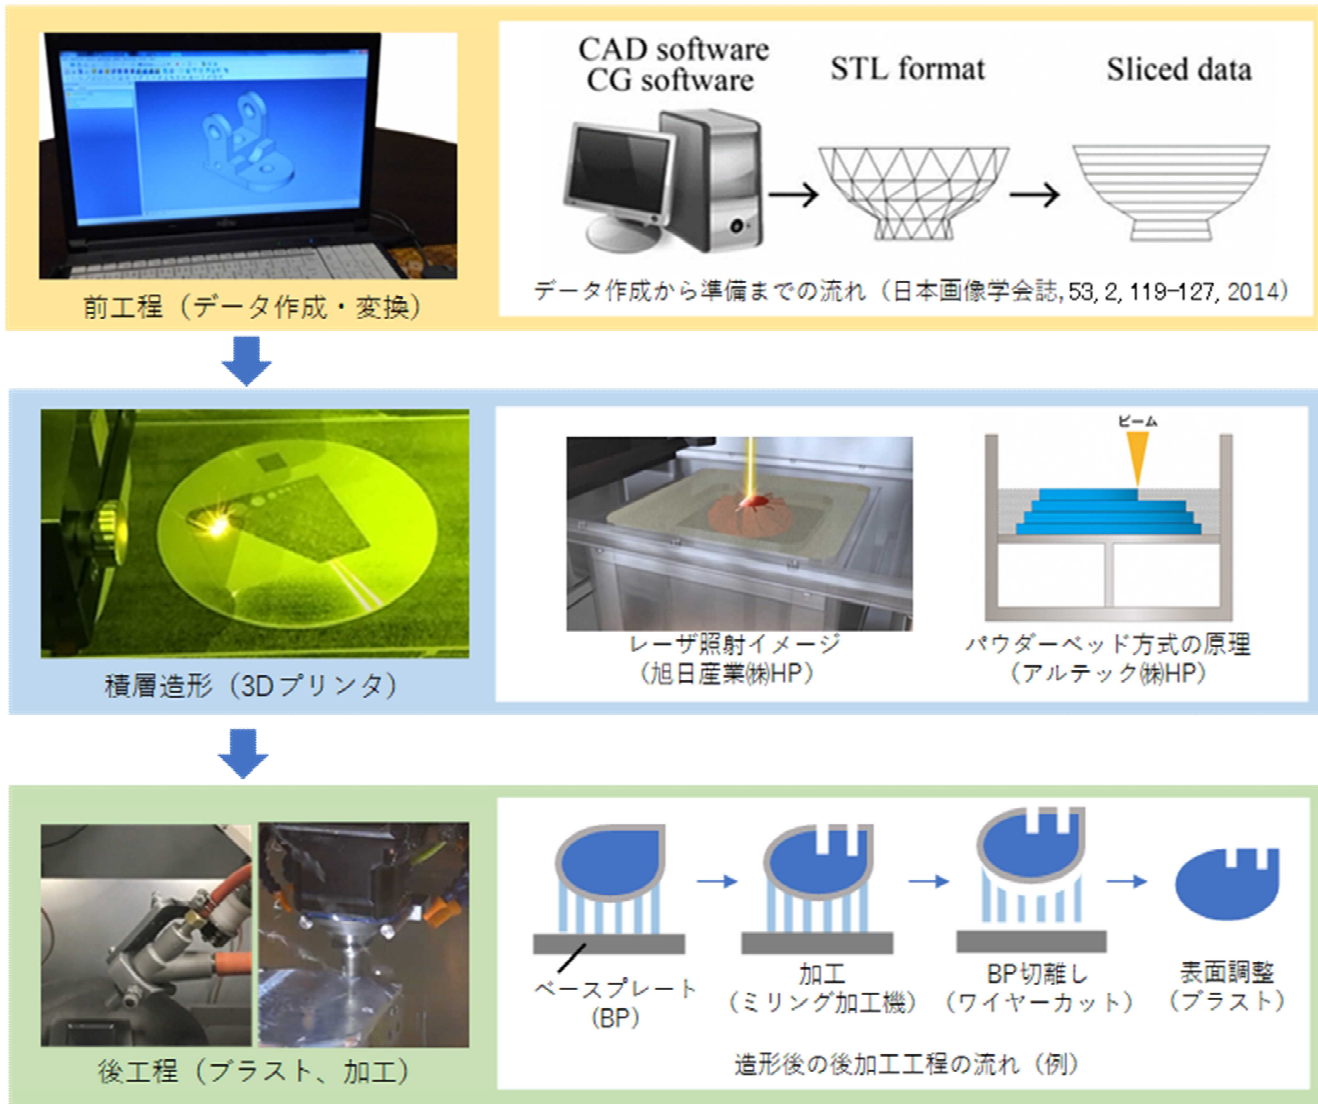 CAD software
CG software
STL format
Sliced data
データ作成から準備までの流れ（日本画像学会誌, 53, 2, 119-127, 2014）
前工程（データ作成・変換）
ビーム
レーザ照射イメージ
（旭日産業㈱HP）
パウダーベッド方式の原理
（アルテック㈱HP）
積層造形（3Dプリンタ）
ベースプレート
（BP）
加工
（ミリング加工機）
BP切離し
（ワイヤーカット）
表面調整
（ブラスト）
造形後の後加工工程の流れ（例）
後工程（ブラスト、加工）